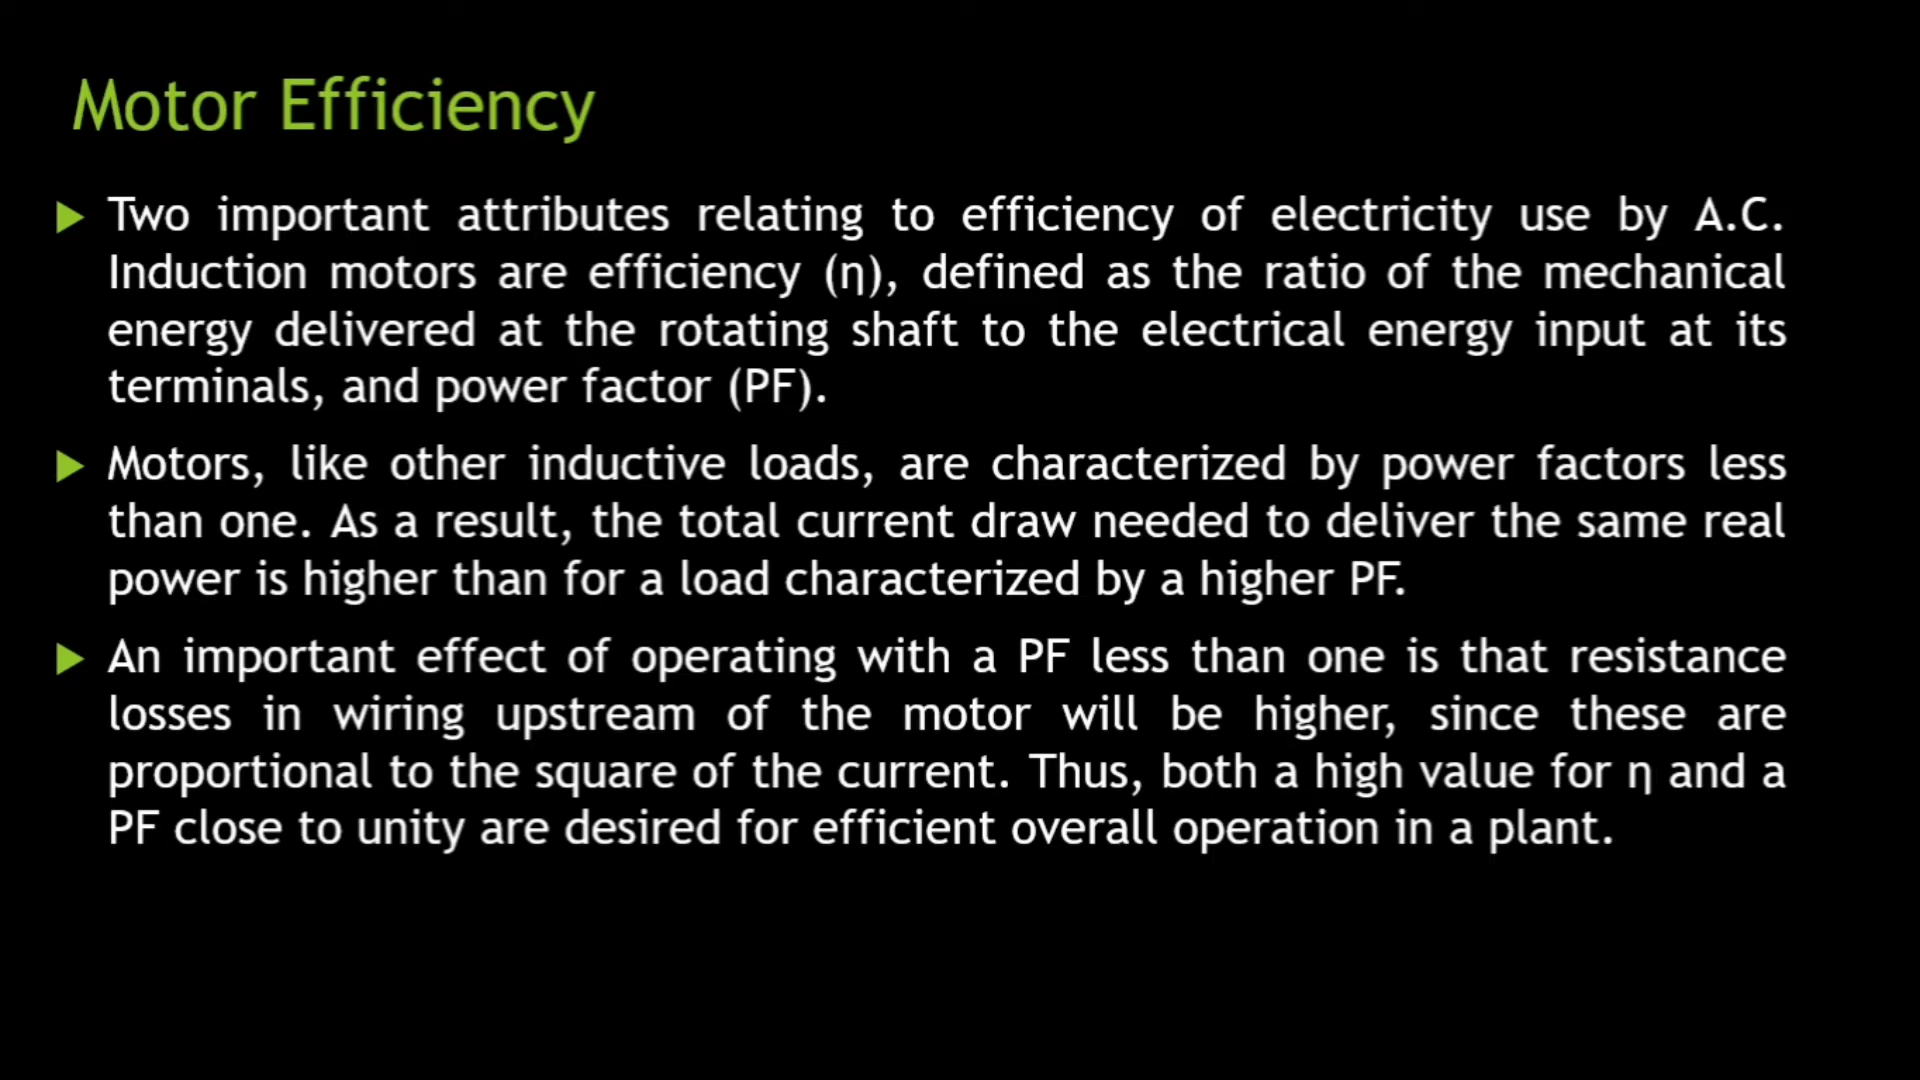 Motor Efficiency
Two important attributes relating to efficiency of electricity use by A.C.
Induction motors are efficiency (η), defined as the ratio of the mechanical
energy delivered at the rotating shaft to the electrical energy input at its
terminals, and power factor (PF).
Motors, like other inductive loads, are characterized by power factors less
than one. As a result, the total current draw needed to deliver the same real
power is higher than for a load characterized by a higher PF.
An important effect of operating with a PF less than one is that resistance
losses in wiring upstream of the motor will be higher, since these are
proportional to the square of the current. Thus, both a high value for η and a
PF close to unity are desired for efficient overall operation in a plant.